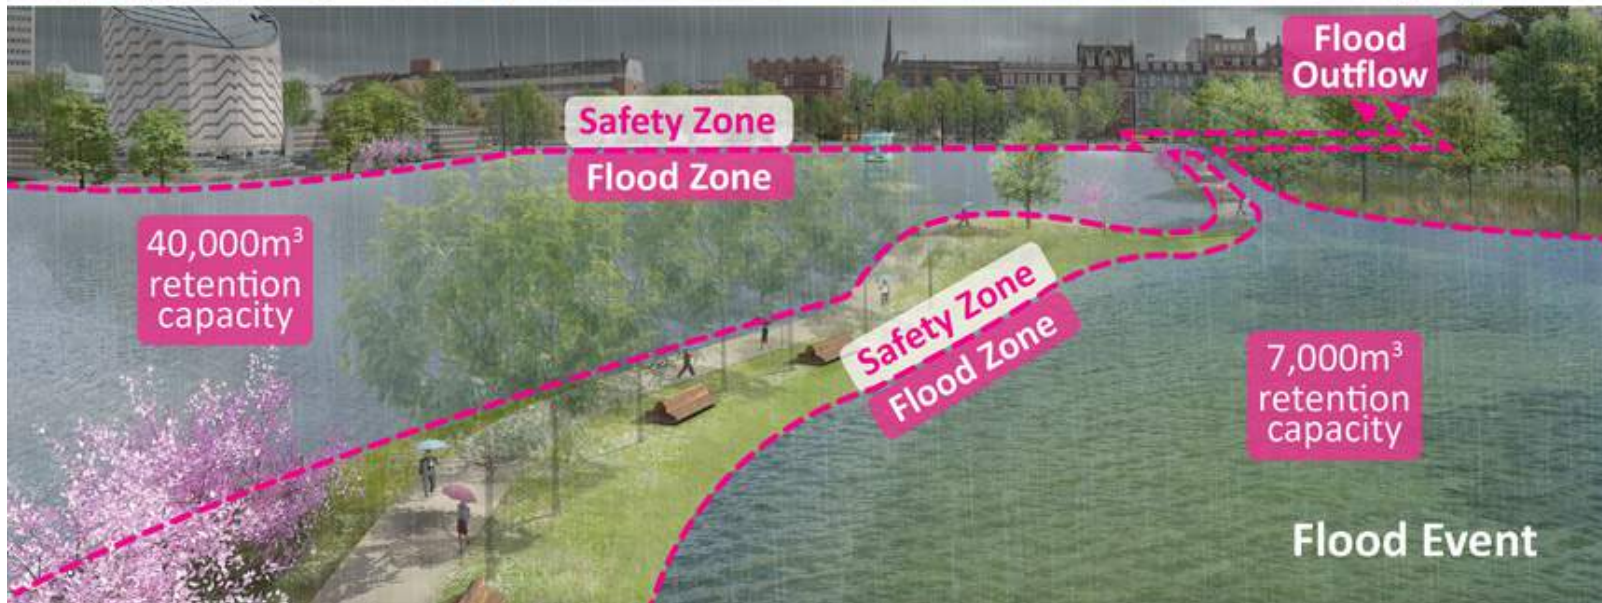 Flood
Outflow
Safety Zone
Flood Zone
40,000m³
retention
capacity
Safety Zone
Flood Zone
7,000m³
retention
capacity
Flood Event